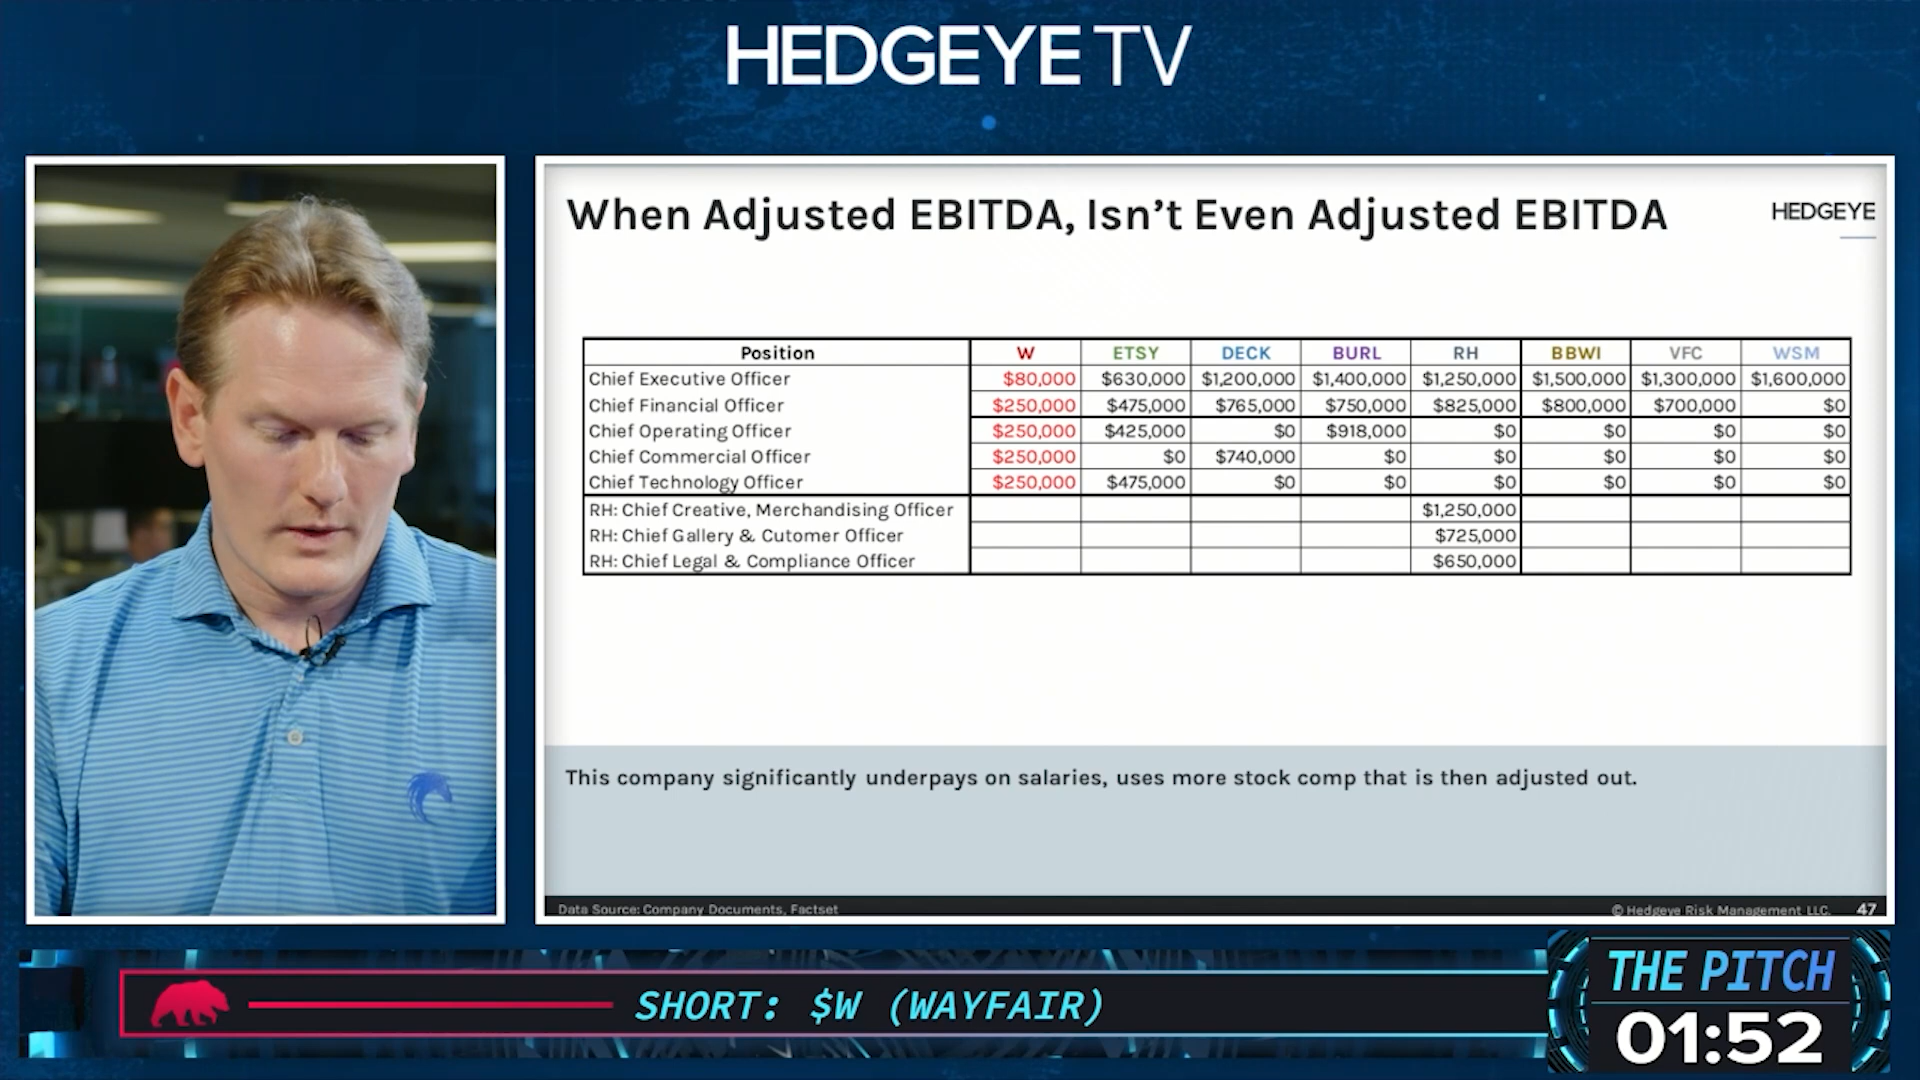 HEDGEYE TV
When Adjusted EBITDA, Isn’t Even Adjusted EBITDA
HEDGEYE
Position W ETSY DECK BURL RH BBWI VFC WSM
Chief Executive Officer $80,000 $630,000 $1,200,000 $1,400,000 $1,250,000 $1,500,000 $1,300,000 $1,600,000
Chief Financial Officer $250,000 $475,000 $765,000 $750,000 $825,000 $800,000 $700,000 $0
Chief Operating Officer $250,000 $425,000 $0 $918,000 $0 $0 $0 $0
Chief Commercial Officer $250,000 $0 $740,000 $0 $0 $0 $0 $0
Chief Technology Officer $250,000 $475,000 $0 $0 $0 $0 $0 $0
RH: Chief Creative, Merchandising Officer $1,250,000
RH: Chief Gallery & Cutomer Officer $725,000
RH: Chief Legal & Compliance Officer $650,000
This company significantly underpays on salaries, uses more stock comp that is then adjusted out.
Data Source: Company Documents, Factset
© Hedgeye Risk Management LLC. 47
SHORT: $W (WAYFAIR)
THE PITCH
01:52